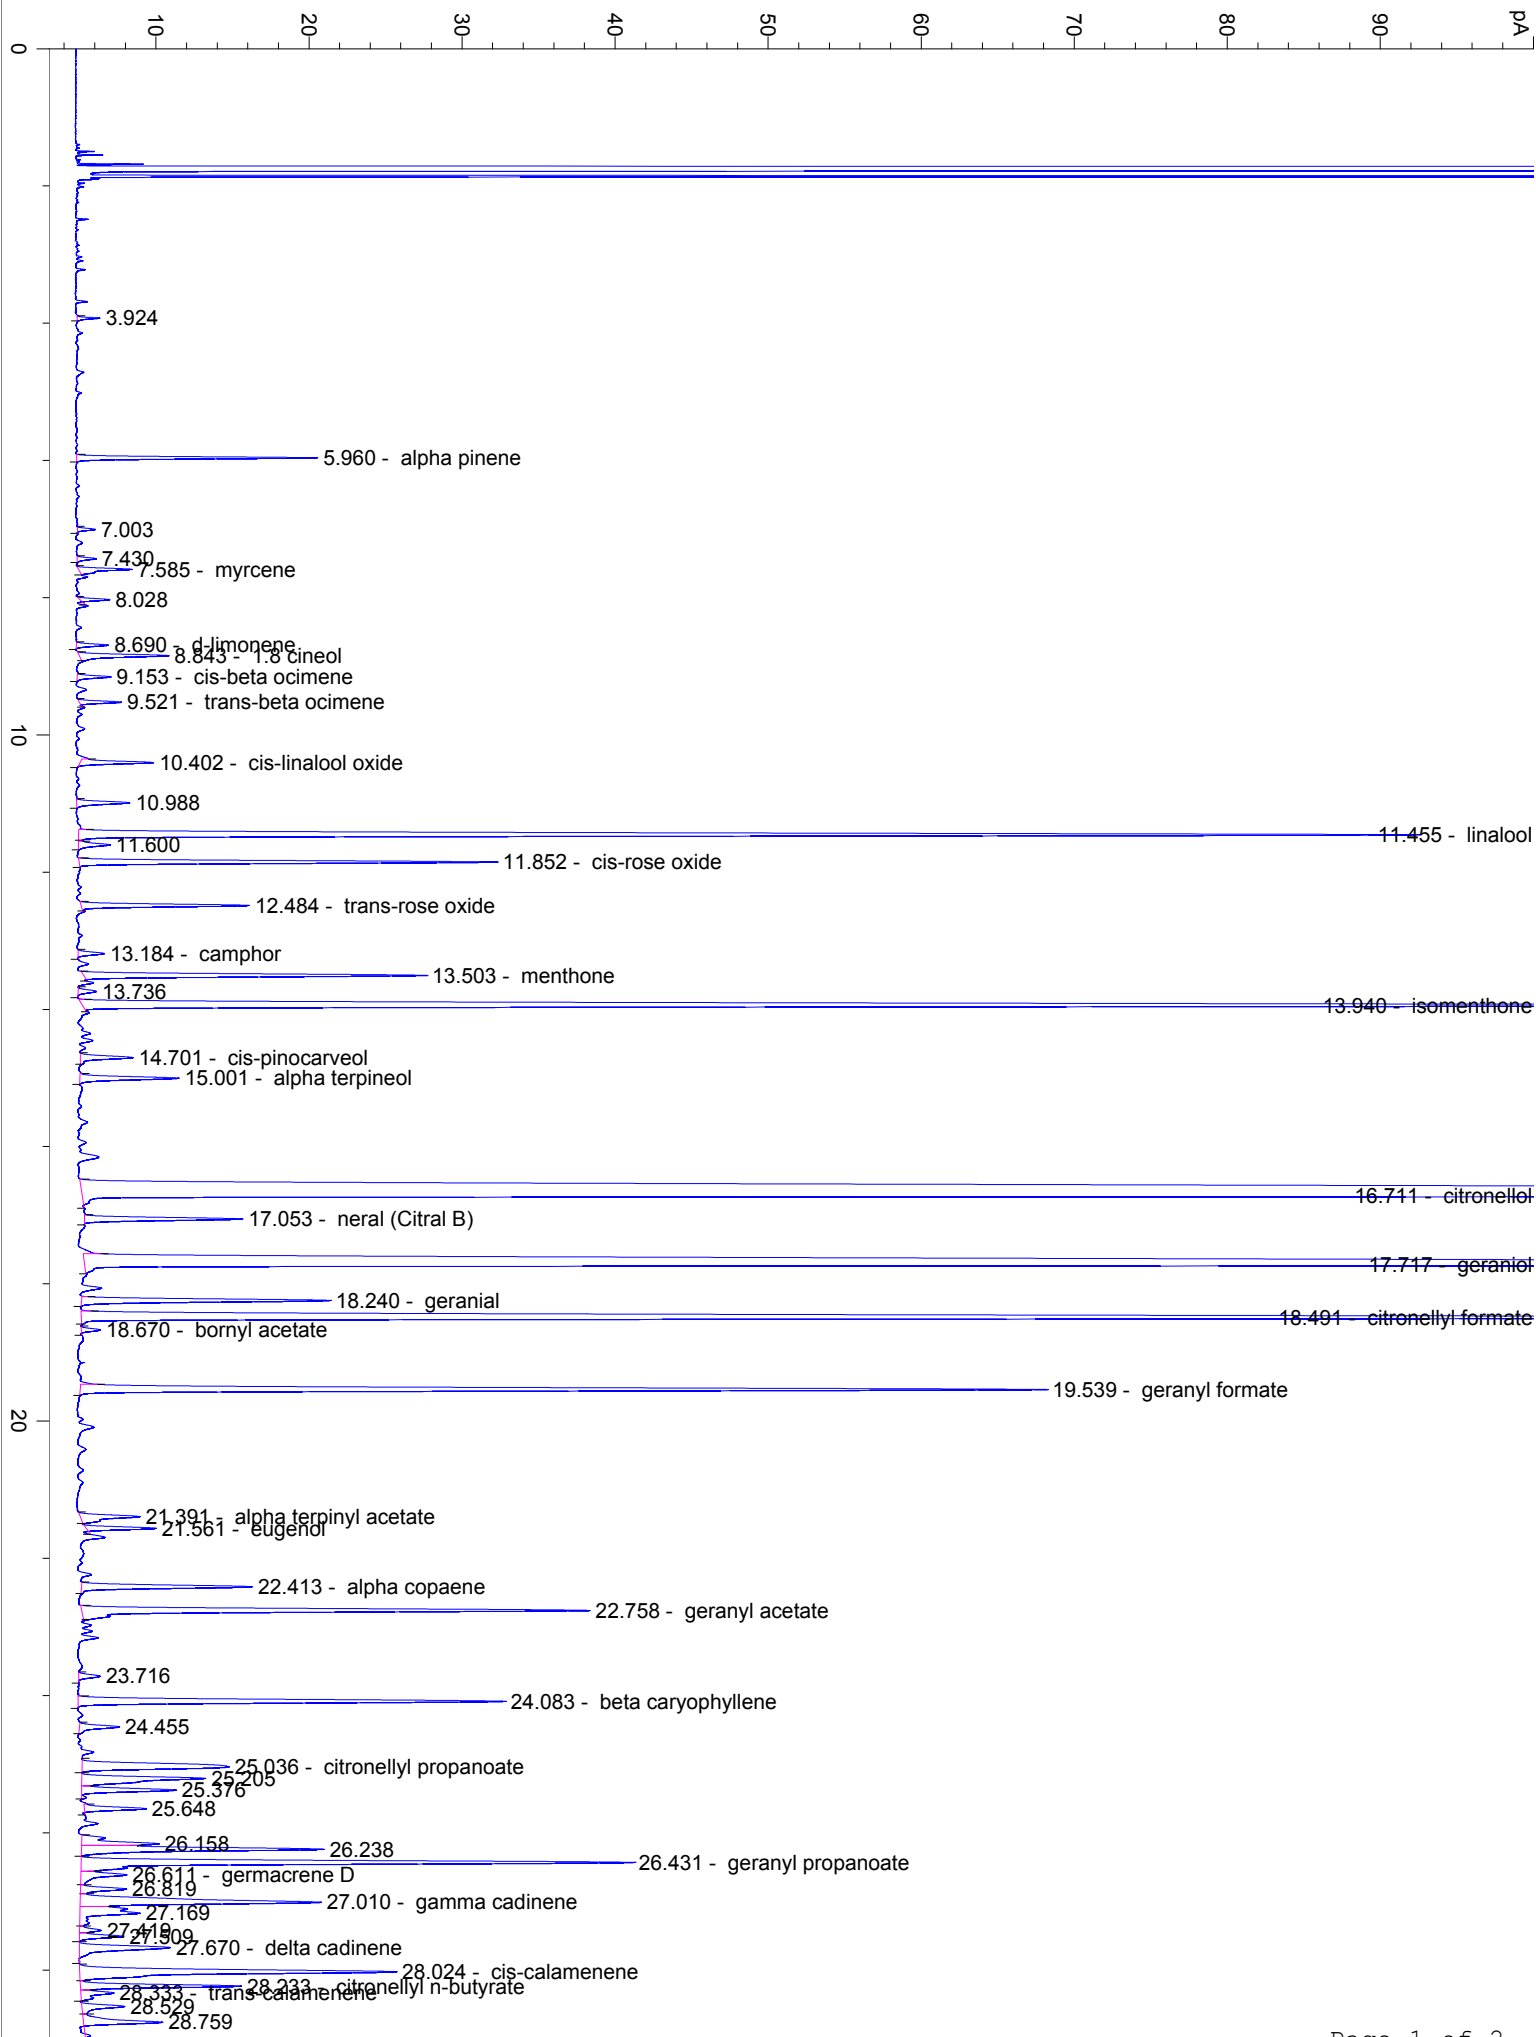 pA
10
20
30
40
50
60
70
80
90
0
3.924
5.960 - alpha pinene
7.003
7.430
7.585 - myrcene
8.028
8.690 - d-limonene
8.843 - 1.8 cineol
9.153 - cis-beta ocimene
9.521 - trans-beta ocimene
10
10.402 - cis-linalool oxide
10.988
11.455 - linalool
11.600
11.852 - cis-rose oxide
12.484 - trans-rose oxide
13.184 - camphor
13.503 - menthone
13.736
13.940 - isomenthone
14.701 - cis-pinocarveol
15.001 - alpha terpineol
16.711 - citronellol
17.053 - neral (Citral B)
17.717 - geraniol
18.240 - geranial
18.491 - citronellyl formate
18.670 - bornyl acetate
19.539 - geranyl formate
20
21.391 - alpha terpinyl acetate
21.561 - eugenol
22.413 - alpha copaene
22.758 - geranyl acetate
23.716
24.083 - beta caryophyllene
24.455
25.036 - citronellyl propanoate
25.205
25.376
25.648
26.158
26.238
26.431 - geranyl propanoate
26.611 - germacrene D
26.819
27.010 - gamma cadinene
27.169
27.419
27.509
27.670 - delta cadinene
28.024 - cis-calamenene
28.233 - citronellyl n-butyrate
28.333 - trans-calamenene
28.529
28.759